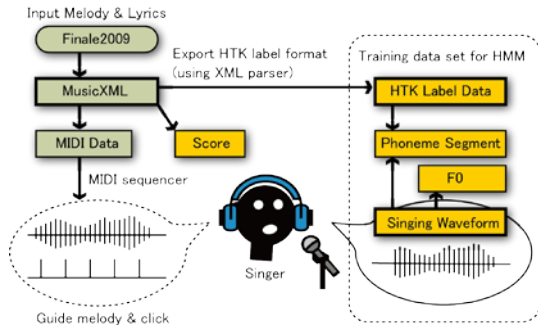 Input Melody & Lyrics
Finale2009
MusicXML
MIDI Data
Score
MIDI sequencer
Export HTK label format
(using XML parser)
Training data set for HMM
HTK Label Data
Phoneme Segment
F0
Singing Waveform
Singer
Guide melody & click